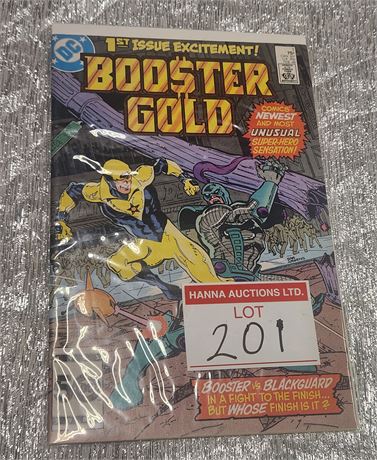 DC
1ST ISSUE EXCITEMENT!
BOO$TER
GOLD
COMICS'
NEWEST
AND MOST
UNUSUAL
SUPER-HERO
SENSATION!
HANNA AUCTIONS LTD.
LOT
201
BOOSTER VS. BLACKGUARD
IN A FIGHT TO THE FINISH...
BUT WHOSE FINISH IS IT?